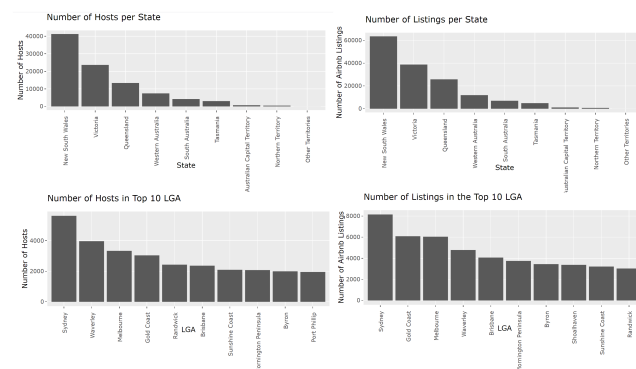 Number of Hosts per State
Number of Hosts
40000
30000
20000
10000
0
New South Wales
Victoria
Queensland
Western Australia
South Australia
Tasmania
Australian Capital Territory
Northern Territory
Other Territories
State
Number of Listings per State
Number of Airbnb Listings
60000
40000
20000
0
New South Wales
Victoria
Queensland
Western Australia
South Australia
Tasmania
ustralian Capital Territory
Northern Territory
Other Territories
State
Number of Hosts in Top 10 LGA
Number of Hosts
4000
2000
0
Sydney
Waverley
Melbourne
Gold Coast
Randwick
Brisbane
Sunshine Coast
ornington Peninsula
Byron
Port Phillip
LGA
Number of Listings in the Top 10 LGA
Number of Airbnb Listings
8000
6000
4000
2000
0
Sydney
Gold Coast
Melbourne
Waverley
Brisbane
ornington Peninsula
Byron
Shoalhaven
Sunshine Coast
Randwick
LGA